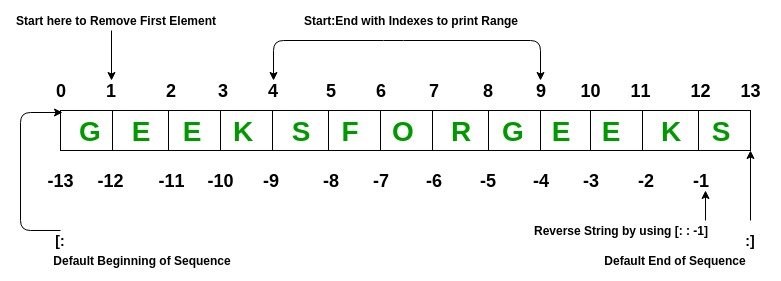 Start here to Remove First Element
Start:End with Indexes to print Range
0 1 2 3 4 5 6 7 8 9 10 11 12 13
G E E K S F O R G E E K S
-13 -12 -11 -10 -9 -8 -7 -6 -5 -4 -3 -2 -1
Reverse String by using [: : -1]
[: :]
Default Beginning of Sequence Default End of Sequence